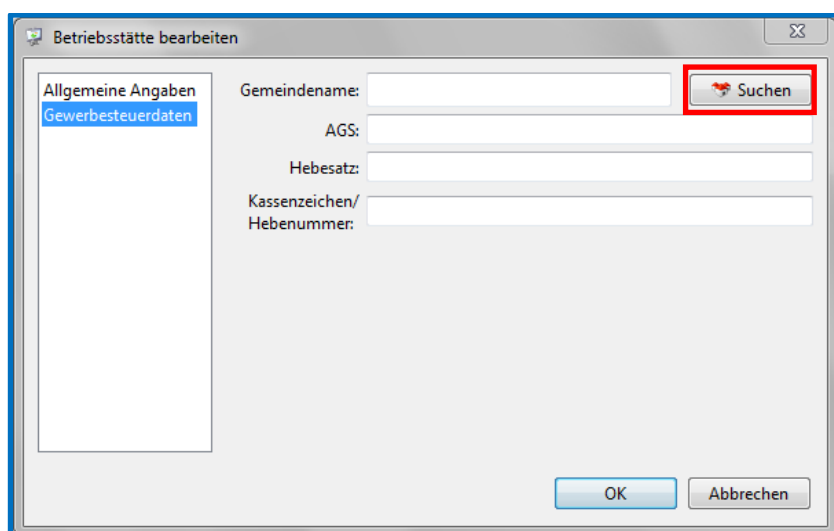 Betriebsstätte bearbeiten
Allgemeine Angaben
Gewerbesteuerdaten
Gemeindename:
Suchen
AGS:
Hebesatz:
Kassenzeichen/
Hebenummer:
OK
Abbrechen